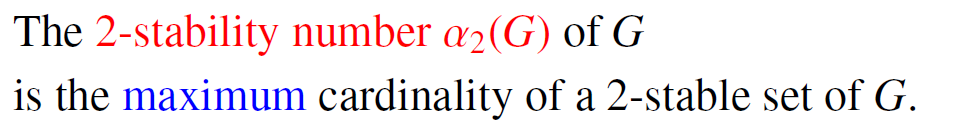 The 2-stability number α₂(G) of G
is the maximum cardinality of a 2-stable set of G.